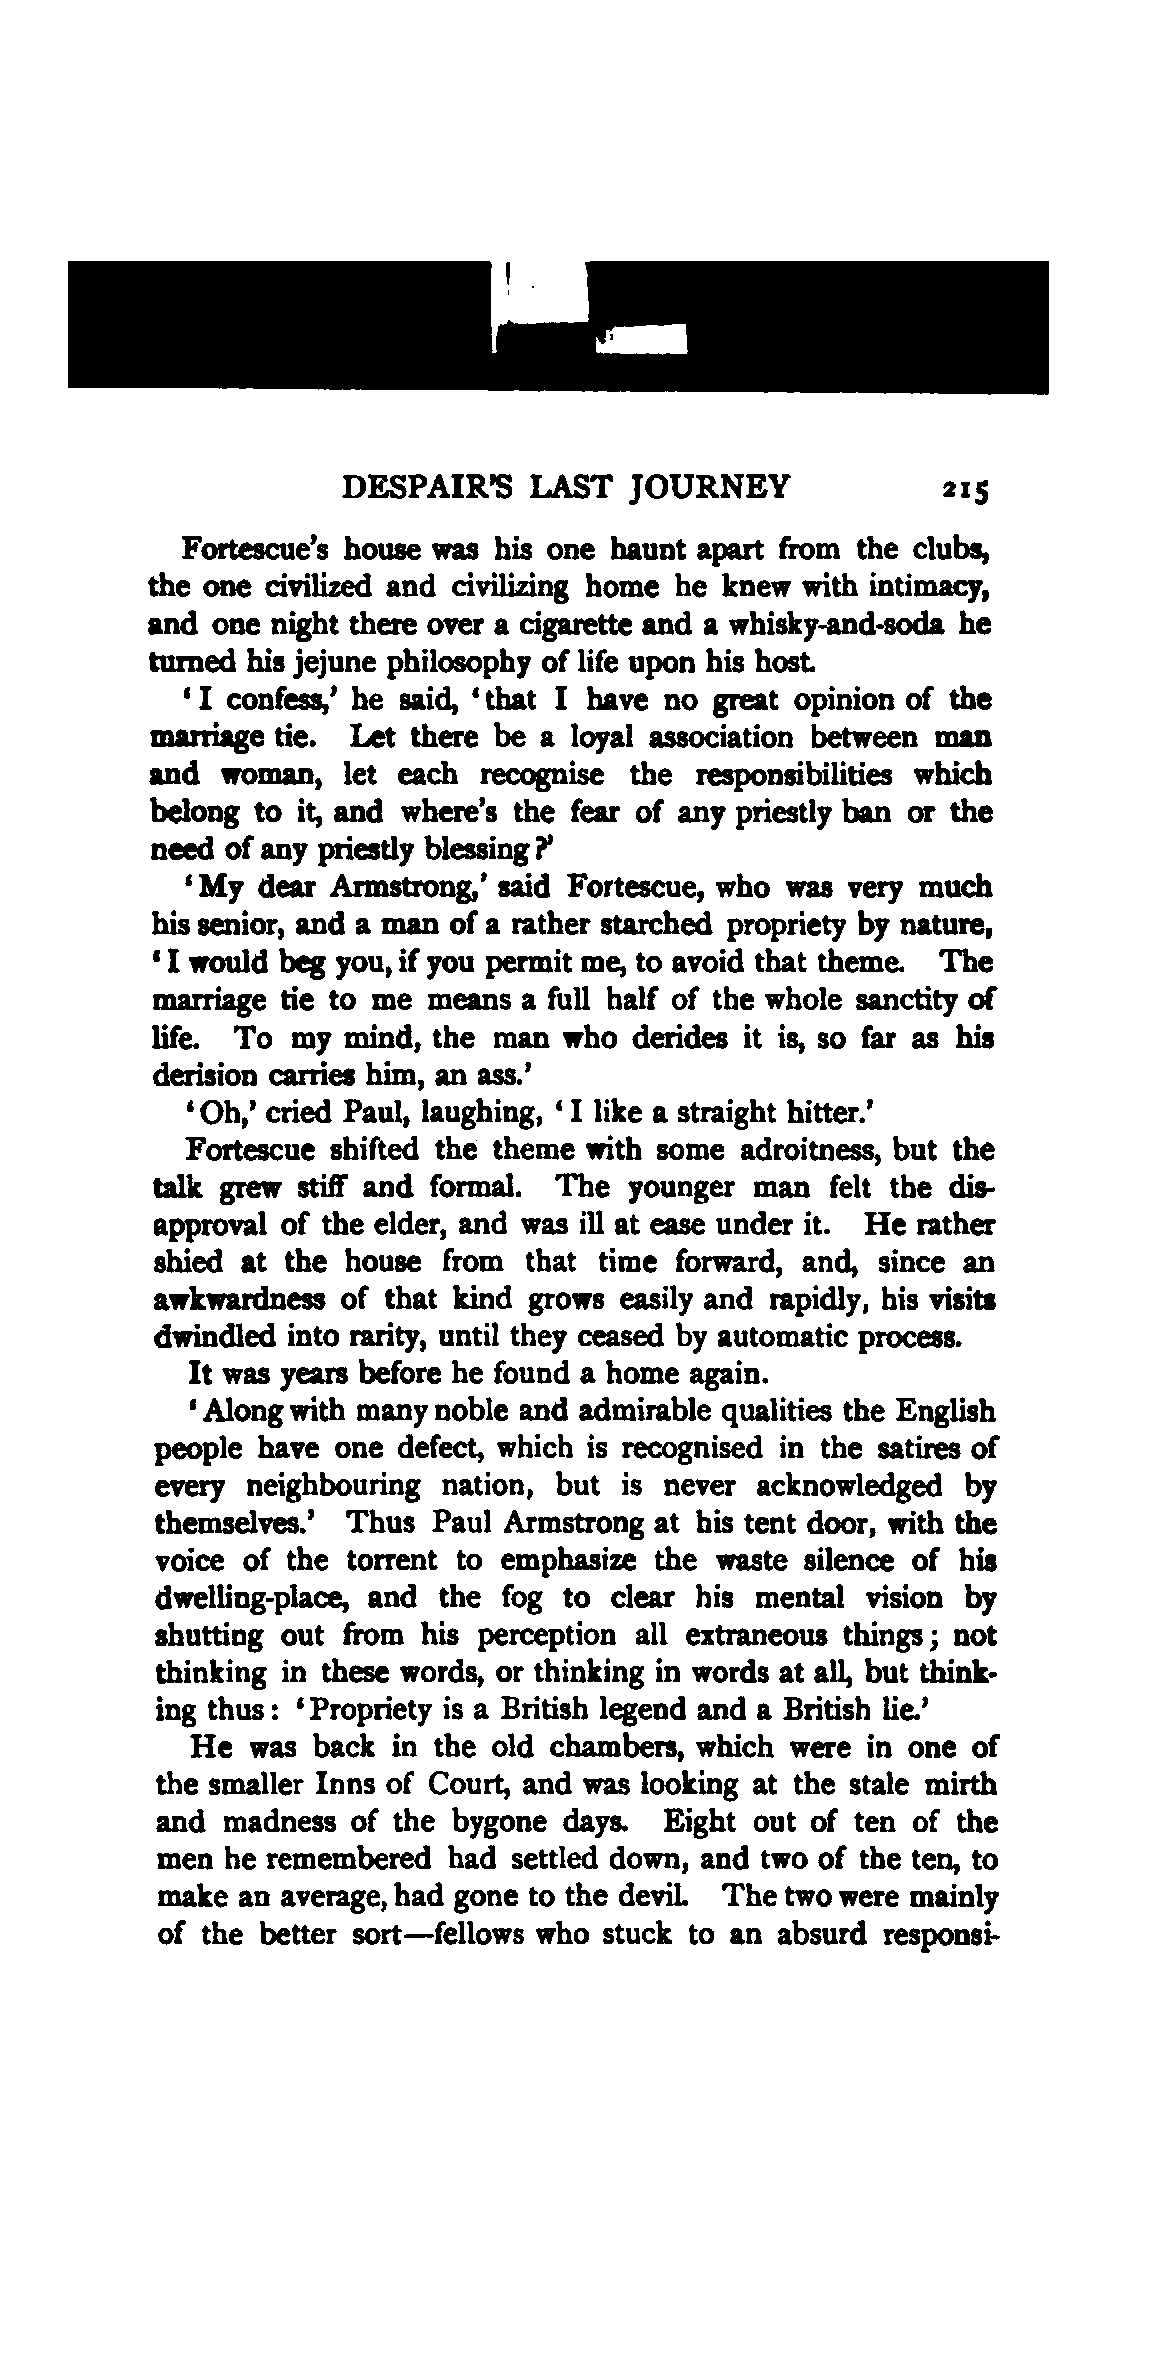 DESPAIR'S LAST JOURNEY 215
Fortescue's house was his one haunt apart from the clubs,
the one civilized and civilizing home he knew with intimacy,
and one night there over a cigarette and a whisky-and-soda he
turned his jejune philosophy of life upon his host.
'I confess,' he said, 'that I have no great opinion of the
marriage tie. Let there be a loyal association between man
and woman, let each recognise the responsibilities which
belong to it, and where's the fear of any priestly ban or the
need of any priestly blessing?'
'My dear Armstrong,' said Fortescue, who was very much
his senior, and a man of a rather starched propriety by nature,
'I would beg you, if you permit me, to avoid that theme. The
marriage tie to me means a full half of the whole sanctity of
life. To my mind, the man who derides it is, so far as his
derision carries him, an ass.'
'Oh,' cried Paul, laughing, 'I like a straight hitter.'
Fortescue shifted the theme with some adroitness, but the
talk grew stiff and formal. The younger man felt the dis-
approval of the elder, and was ill at ease under it. He rather
shied at the house from that time forward, and, since an
awkwardness of that kind grows easily and rapidly, his visits
dwindled into rarity, until they ceased by automatic process.
It was years before he found a home again.
'Along with many noble and admirable qualities the English
people have one defect, which is recognised in the satires of
every neighbouring nation, but is never acknowledged by
themselves.' Thus Paul Armstrong at his tent door, with the
voice of the torrent to emphasize the waste silence of his
dwelling-place, and the fog to clear his mental vision by
shutting out from his perception all extraneous things; not
thinking in these words, or thinking in words at all, but think-
ing thus: 'Propriety is a British legend and a British lie.'
He was back in the old chambers, which were in one of
the smaller Inns of Court, and was looking at the stale mirth
and madness of the bygone days. Eight out of ten of the
men he remembered had settled down, and two of the ten, to
make an average, had gone to the devil. The two were mainly
of the better sort—fellows who stuck to an absurd responsi-